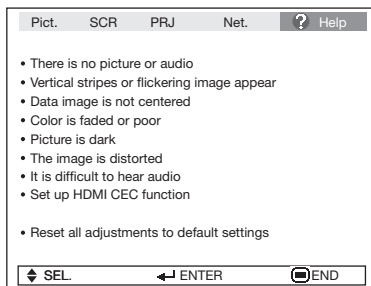 Pict. SCR PRJ Net. ? Help
• There is no picture or audio
• Vertical stripes or flickering image appear
• Data image is not centered
• Color is faded or poor
• Picture is dark
• The image is distorted
• It is difficult to hear audio
• Set up HDMI CEC function
• Reset all adjustments to default settings
SEL. ENTER END